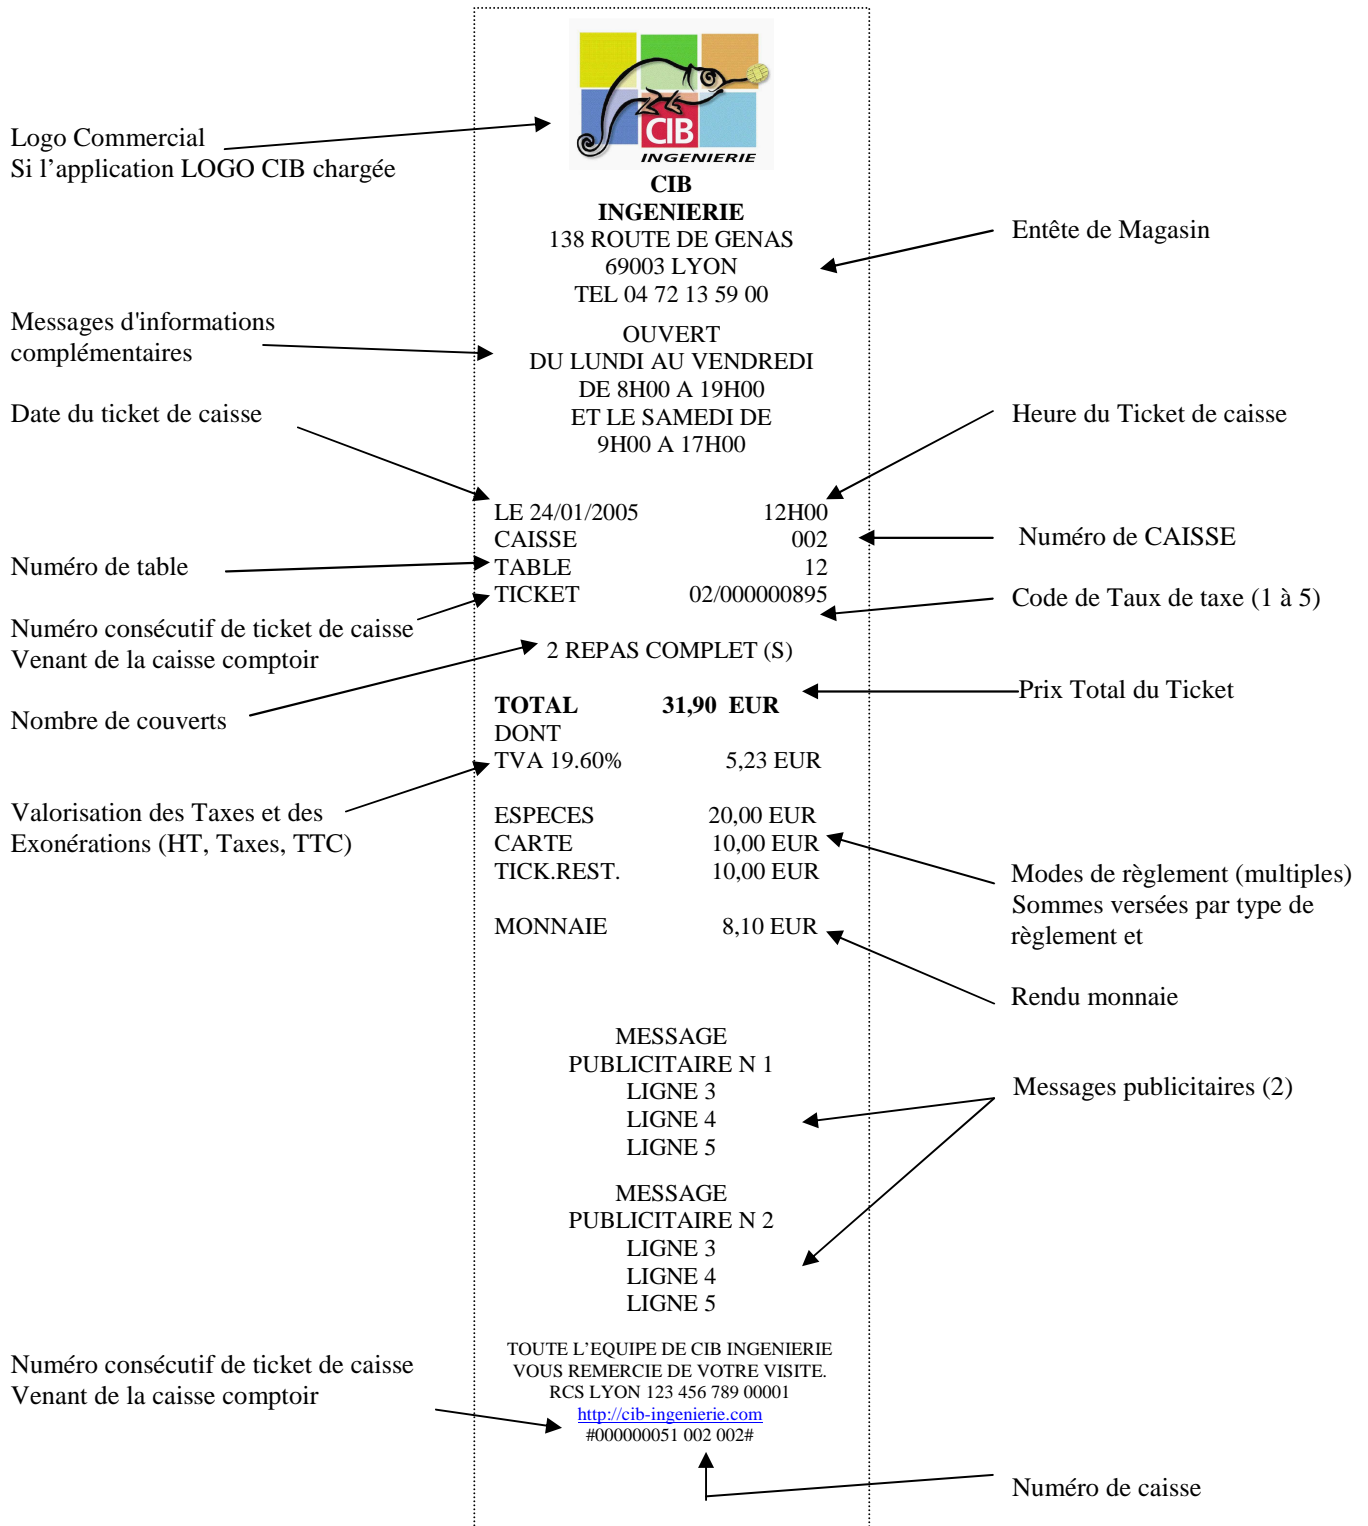 CIB
INGENIERIE
Logo Commercial
Si l’application LOGO CIB chargée
CIB
INGENIERIE
138 ROUTE DE GENAS
69003 LYON
TEL 04 72 13 59 00
Entête de Magasin
Messages d'informations
complémentaires
OUVERT
DU LUNDI AU VENDREDI
DE 8H00 A 19H00
ET LE SAMEDI DE
9H00 A 17H00
Date du ticket de caisse
Heure du Ticket de caisse
LE 24/01/2005 12H00
CAISSE 002
TABLE 12
TICKET 02/000000895
Numéro de CAISSE
Numéro de table
Code de Taux de taxe (1 à 5)
Numéro consécutif de ticket de caisse
Venant de la caisse comptoir
2 REPAS COMPLET (S)
Prix Total du Ticket
Nombre de couverts
TOTAL 31,90 EUR
DONT
TVA 19.60% 5,23 EUR
Valorisation des Taxes et des
Exonérations (HT, Taxes, TTC)
ESPECES 20,00 EUR
CARTE 10,00 EUR
TICK.REST. 10,00 EUR
Modes de règlement (multiples)
Sommes versées par type de
règlement et
MONNAIE 8,10 EUR
Rendu monnaie
MESSAGE
PUBLICITAIRE N 1
LIGNE 3
LIGNE 4
LIGNE 5
Messages publicitaires (2)
MESSAGE
PUBLICITAIRE N 2
LIGNE 3
LIGNE 4
LIGNE 5
TOUTE L’EQUIPE DE CIB INGENIERIE
VOUS REMERCIE DE VOTRE VISITE.
RCS LYON 123 456 789 00001
http://cib-ingenierie.com
#000000051 002 002#
Numéro consécutif de ticket de caisse
Venant de la caisse comptoir
Numéro de caisse